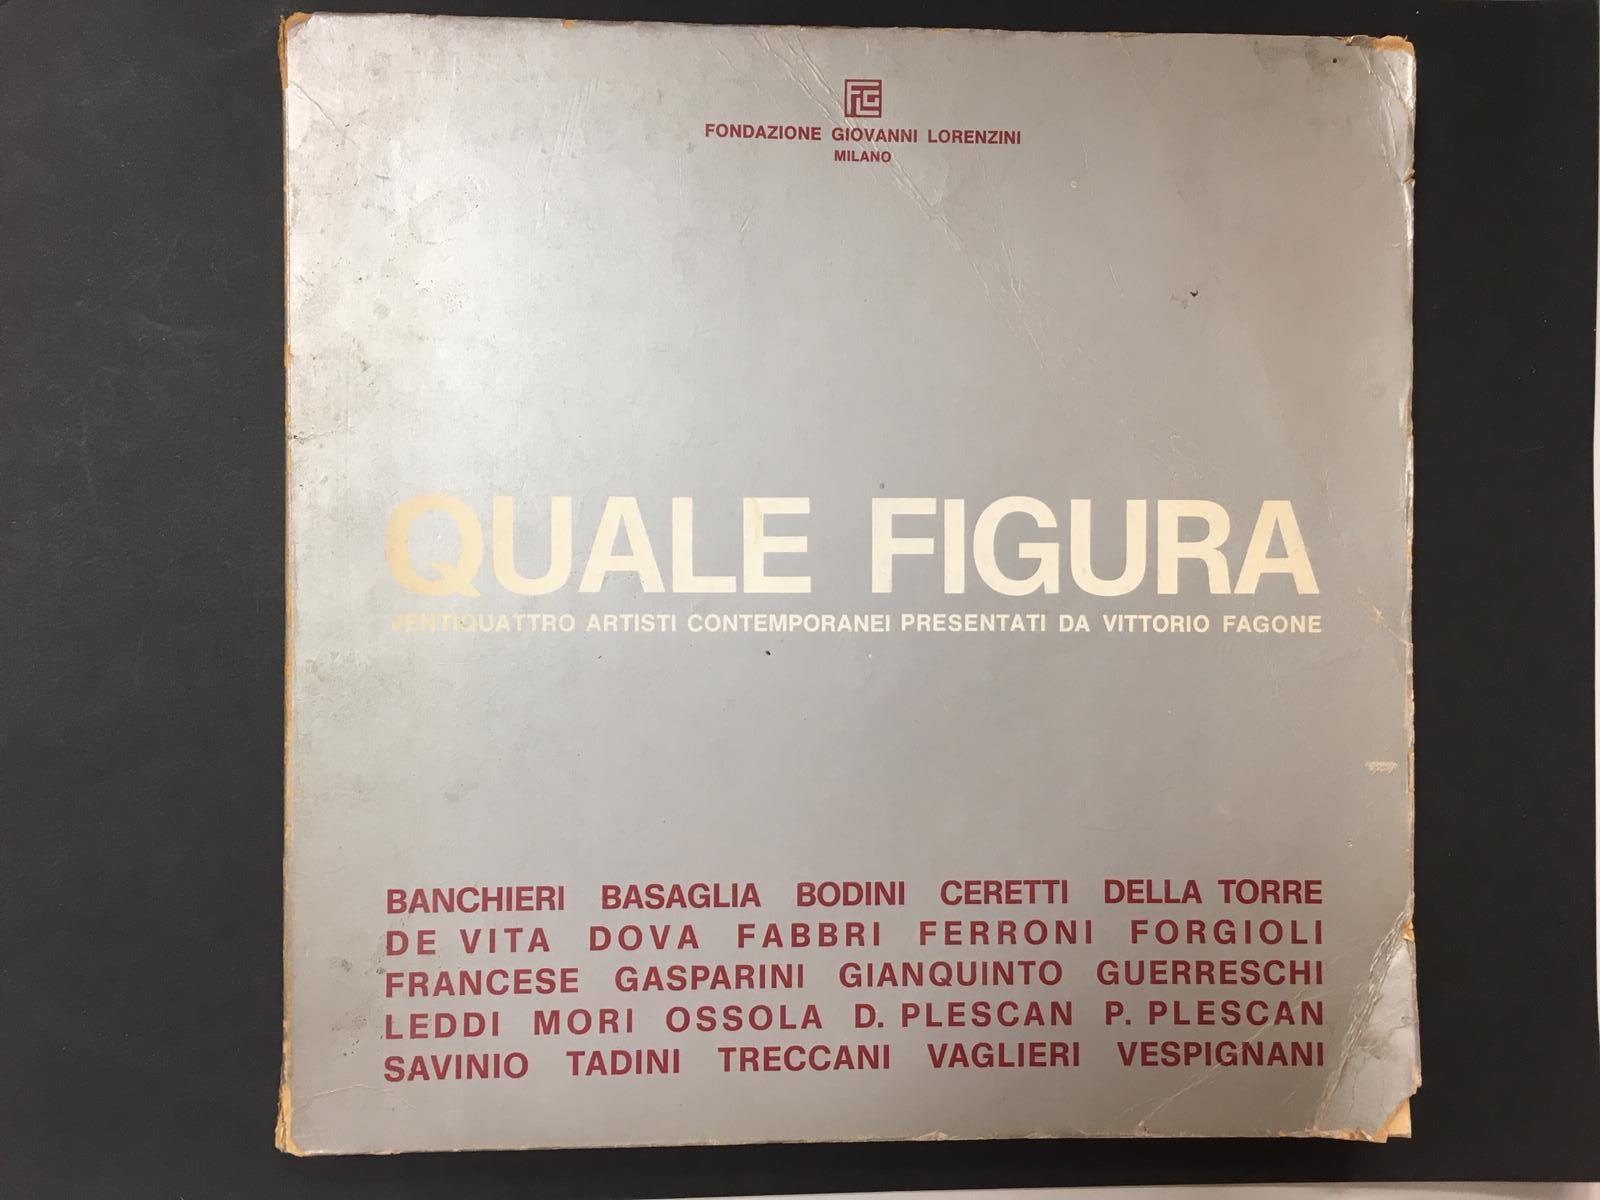 FLG
FONDAZIONE GIOVANNI LORENZINI
MILANO
QUALE FIGURA
VENTIQUATTRO ARTISTI CONTEMPORANEI PRESENTATI DA VITTORIO FAGONE
BANCHIERI BASAGLIA BODINI CERETTI DELLA TORRE
DE VITA DOVA FABBRI FERRONI FORGIOLI
FRANCESE GASPARINI GIANQUINTO GUERRESCHI
LEDDI MORI OSSOLA D. PLESCAN P. PLESCAN
SAVINIO TADINI TRECCANI VAGLIERI VESPIGNANI